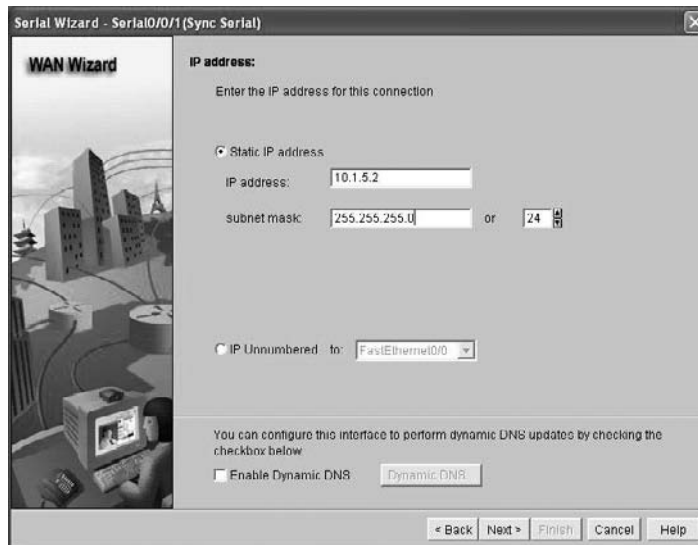 Serial Wizard - Serial0/0/1(Sync Serial)
WAN Wizard
IP address:
Enter the IP address for this connection
Static IP address
IP address: 10.1.5.2
subnet mask: 255.255.255.0 or 24
IP Unnumbered to: FastEthernet0/0
You can configure this interface to perform dynamic DNS updates by checking the
checkbox below
Enable Dynamic DNS Dynamic DNS
< Back Next > Finish Cancel Help